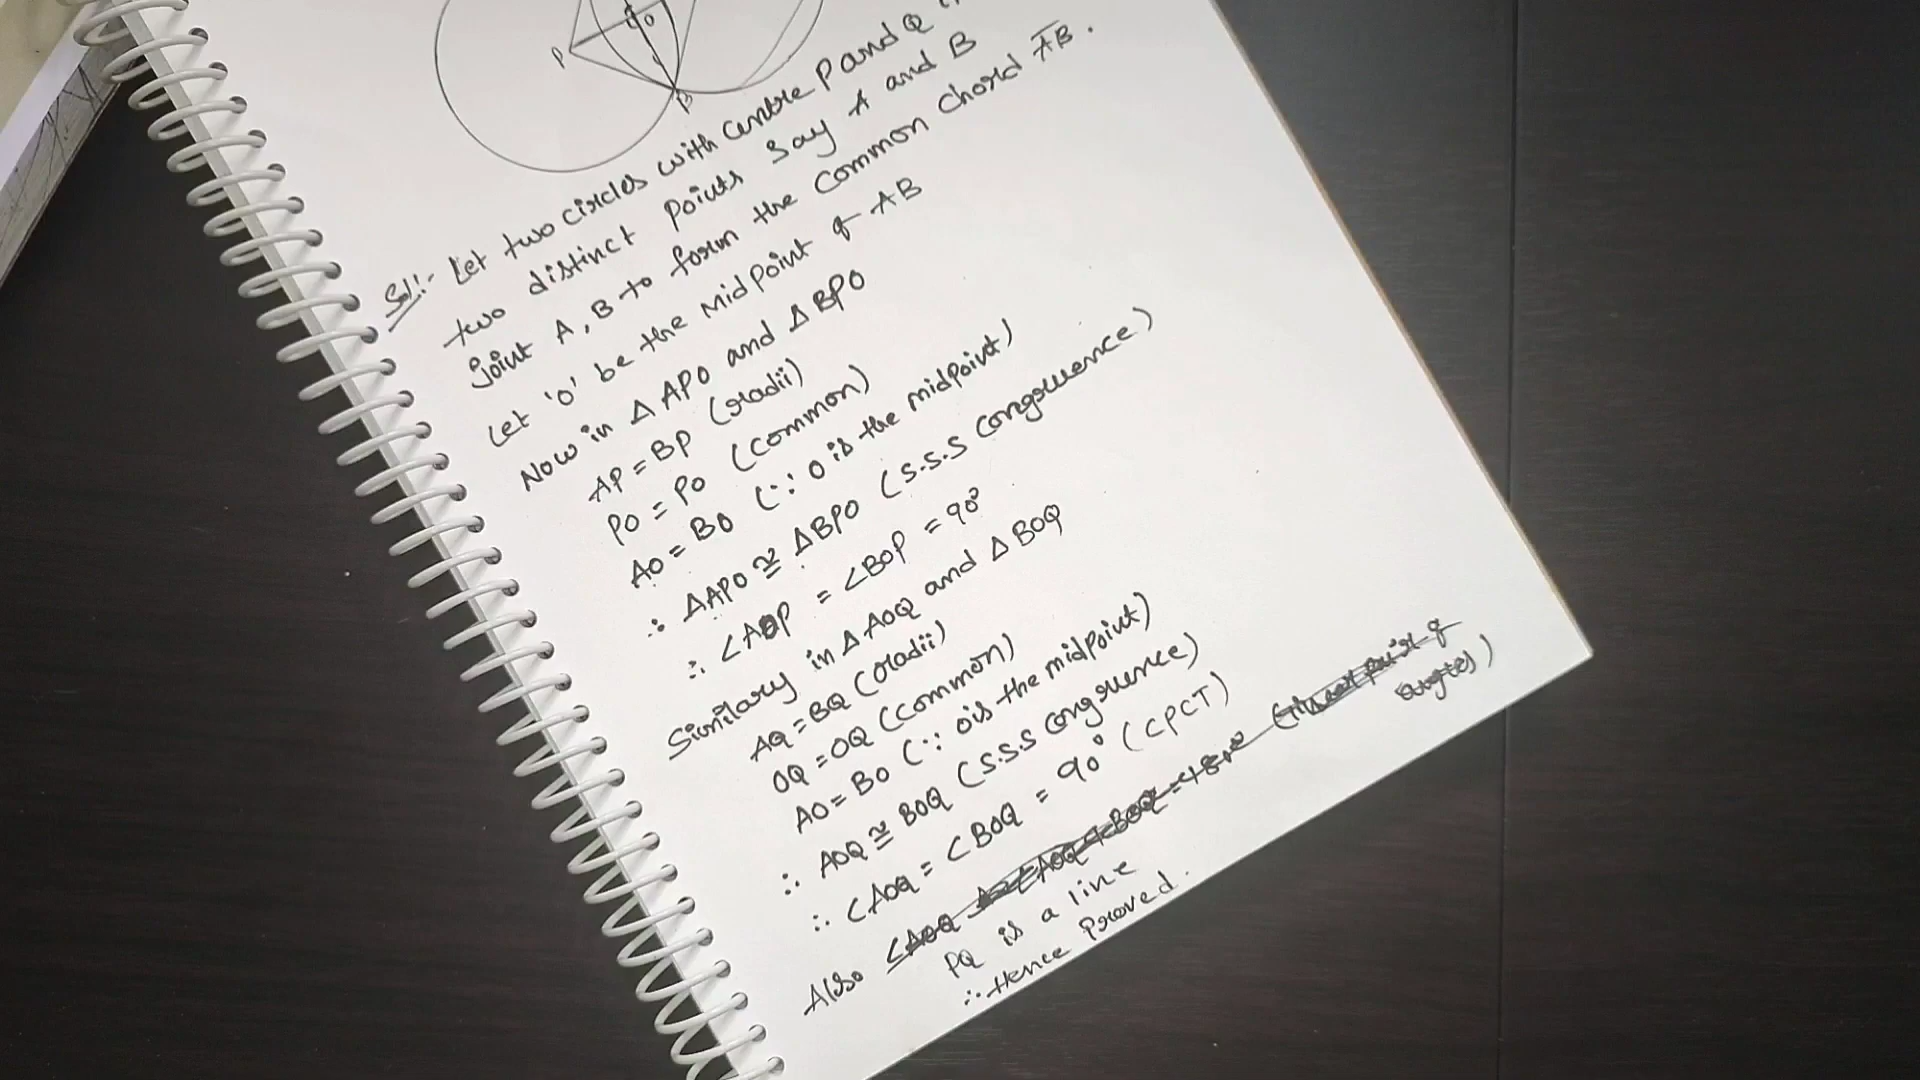 P
O
B
Sol:- Let two circles with centre P and Q
two distinct points say A and B
joint A, B to form the common chord AB.
Let 'O' be the midpoint of AB
Now in Δ APO and Δ BPO
AP = BP (radii)
PO = PO (common)
AO = BO (∵ O is the midpoint)
∴ ΔAPO ≅ ΔBPO (S.S.S congruence)
∴ ∠AOP = ∠BOP = 90°
Similary in Δ AOQ and Δ BOQ
AQ = BQ (radii)
OQ = OQ (common)
AO = BO (∵ O is the midpoint)
∴ AOQ ≅ BOQ (S.S.S congruence)
∴ ∠AOQ = ∠BOQ = 90° (CPCT)
Also ∠AOQ
PQ is a line
∴ Hence proved.